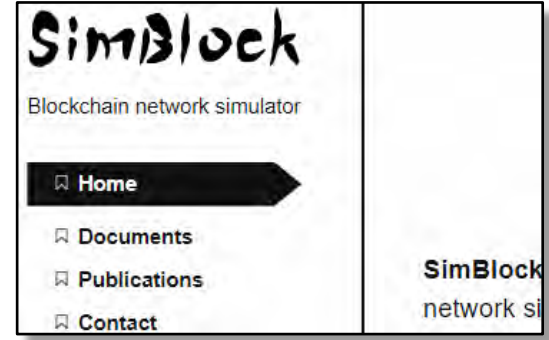 SimBlock
Blockchain network simulator
Home
Documents
Publications
Contact
SimBlock
network si